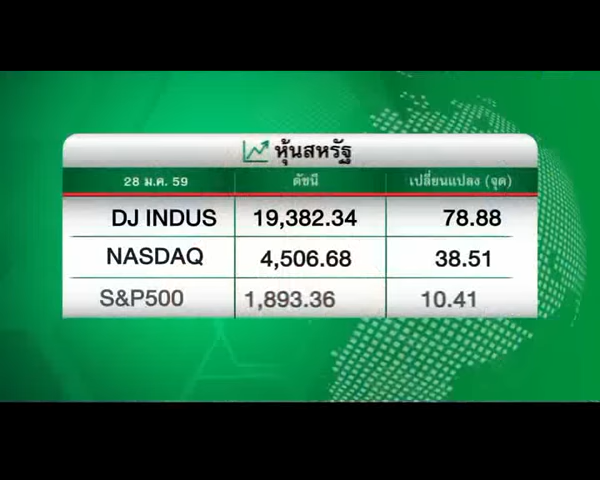 หุ้นสหรัฐ
28 ม.ค. 59 ดัชนี เปลี่ยนแปลง (จุด)
DJ INDUS 19,382.34 78.88
NASDAQ 4,506.68 38.51
S&P500 1,893.36 10.41